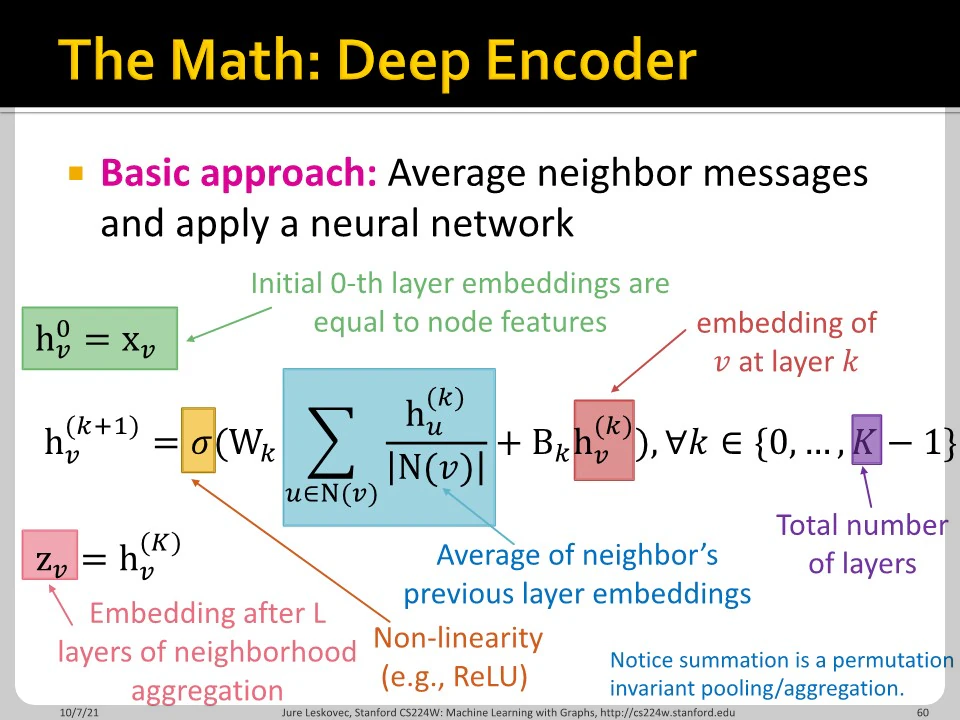 The Math: Deep Encoder
▪ Basic approach: Average neighbor messages
and apply a neural network
Initial 0-th layer embeddings are
equal to node features
embedding of
𝑣 at layer 𝑘
h_𝑣^0 = x_𝑣
h_𝑣^(𝑘+1) = 𝜎(W_𝑘 ∑_{𝑢∈N(𝑣)} h_𝑢^(𝑘) / |N(𝑣)| + B_𝑘 h_𝑣^(𝑘)), ∀𝑘 ∈ {0, … , 𝐾 − 1}
z_𝑣 = h_𝑣^(𝐾)
Total number
of layers
Average of neighbor’s
previous layer embeddings
Embedding after L
layers of neighborhood
aggregation
Non-linearity
(e.g., ReLU)
Notice summation is a permutation
invariant pooling/aggregation.
10/7/21
Jure Leskovec, Stanford CS224W: Machine Learning with Graphs, http://cs224w.stanford.edu
60